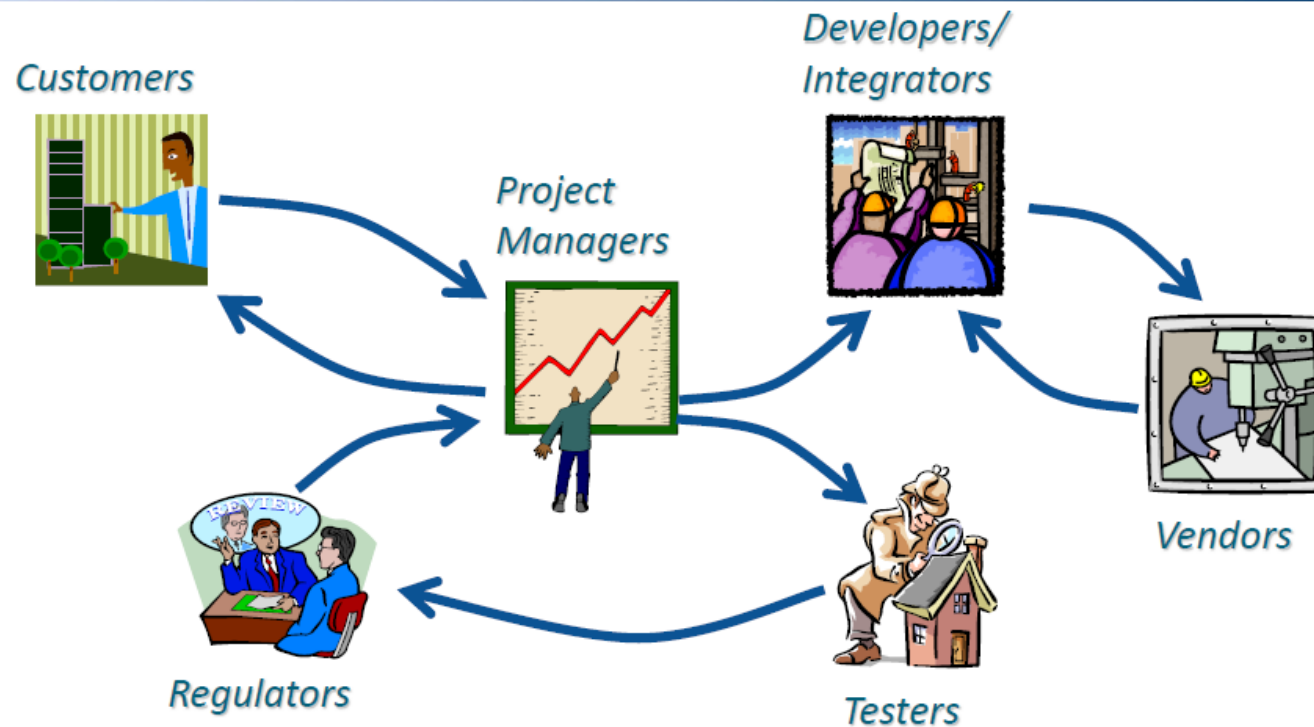 Customers
Developers/
Integrators
Project
Managers
Vendors
REVIEW
Regulators
Testers